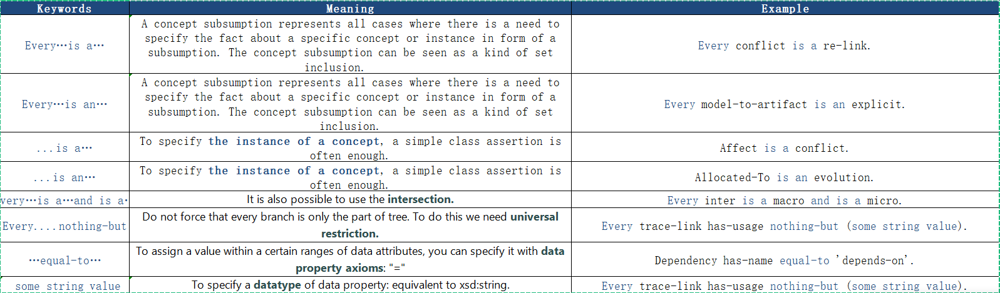 Keywords Meaning Example
Every···is a···
A concept subsumption represents all cases where there is a need to
specify the fact about a specific concept or instance in form of a
subsumption. The concept subsumption can be seen as a kind of set
inclusion.
Every conflict is a re-link.
Every···is an···
A concept subsumption represents all cases where there is a need to
specify the fact about a specific concept or instance in form of a
subsumption. The concept subsumption can be seen as a kind of set
inclusion.
Every model-to-artifact is an explicit.
...is a···
To specify the instance of a concept, a simple class assertion is
often enough.
Affect is a conflict.
...is an···
To specify the instance of a concept, a simple class assertion is
often enough.
Allocated-To is an evolution.
very···is a···and is a·
It is also possible to use the intersection.
Every inter is a macro and is a micro.
Every....nothing-but
Do not force that every branch is only the part of tree. To do this we need universal
restriction.
Every trace-link has-usage nothing-but (some string value).
···equal-to···
To assign a value within a certain ranges of data attributes, you can specify it with data
property axioms: "="
Dependency has-name equal-to 'depends-on'.
some string value
To specify a datatype of data property: equivalent to xsd:string.
Every trace-link has-usage nothing-but (some string value).